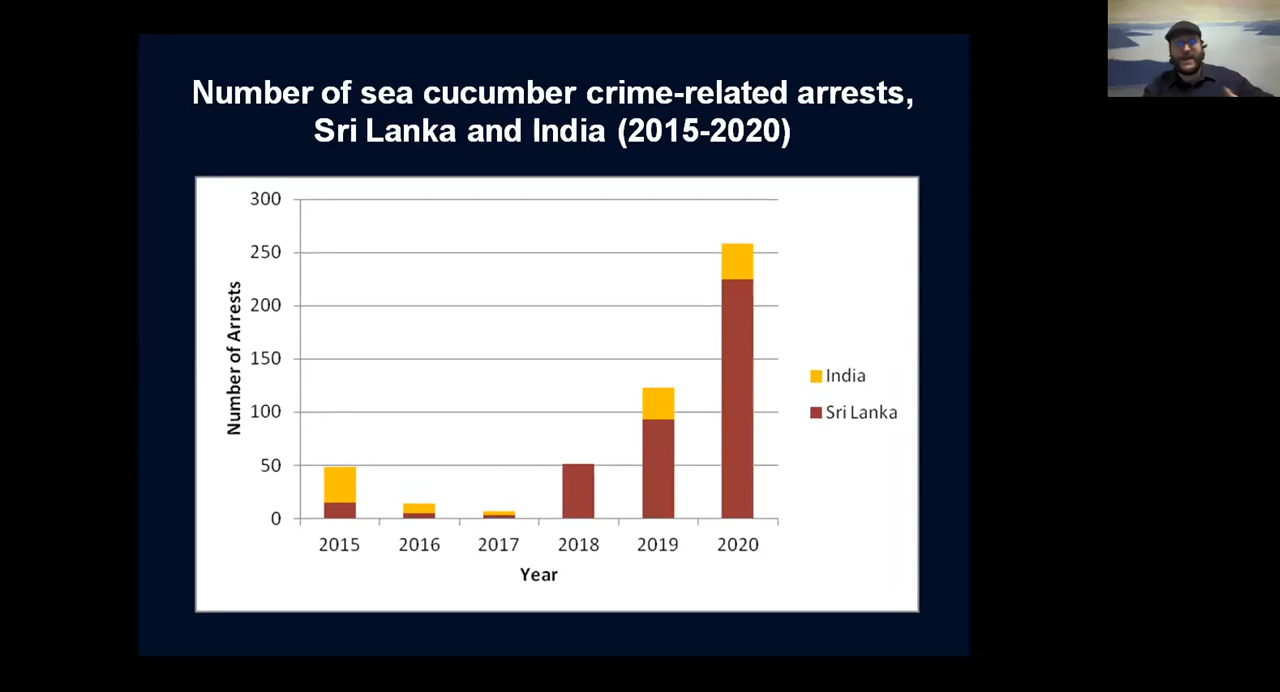 Number of sea cucumber crime-related arrests,
Sri Lanka and India (2015-2020)
300
250
200
150
100
50
0
Number of Arrests
2015 2016 2017 2018 2019 2020
Year
India
Sri Lanka